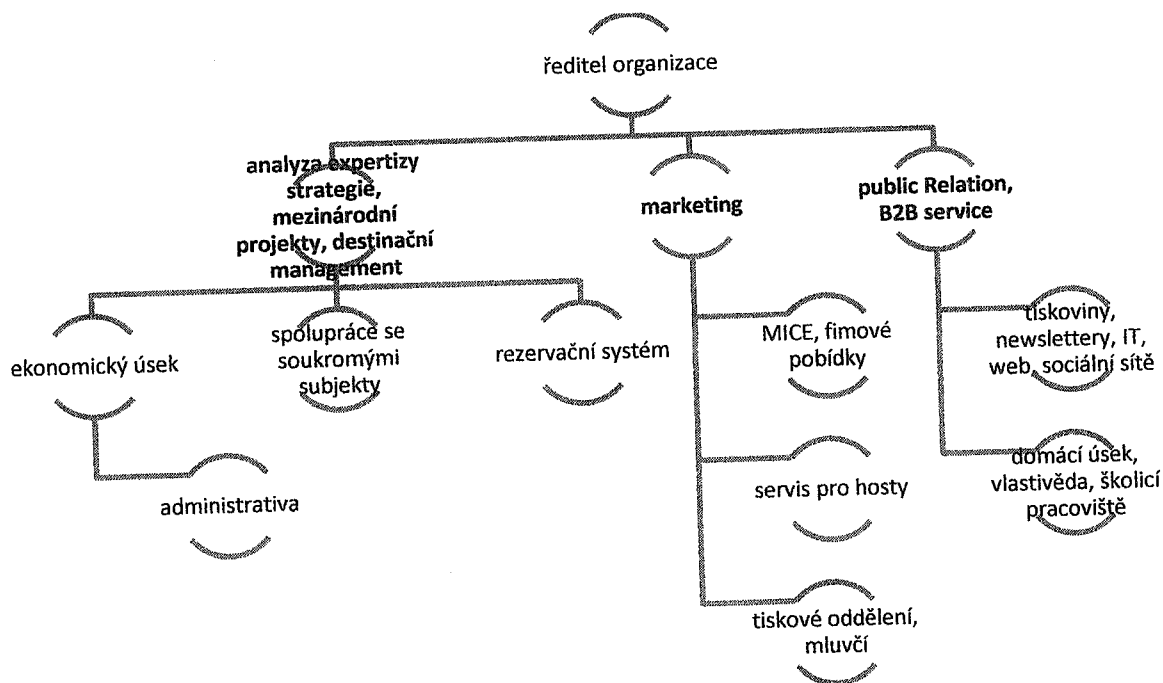 ředitel organizace
analyza expertizy
strategie,
mezinárodní
projekty, destinační
management
marketing
public Relation,
B2B service
ekonomický úsek
spolupráce se
soukromými
subjekty
rezervační systém
MICE, fimové
pobídky
tiskoviny,
newslettery, IT,
web, sociální sítě
administrativa
servis pro hosty
domácí úsek,
vlastivěda, školicí
pracoviště
tiskové oddělení,
mluvčí